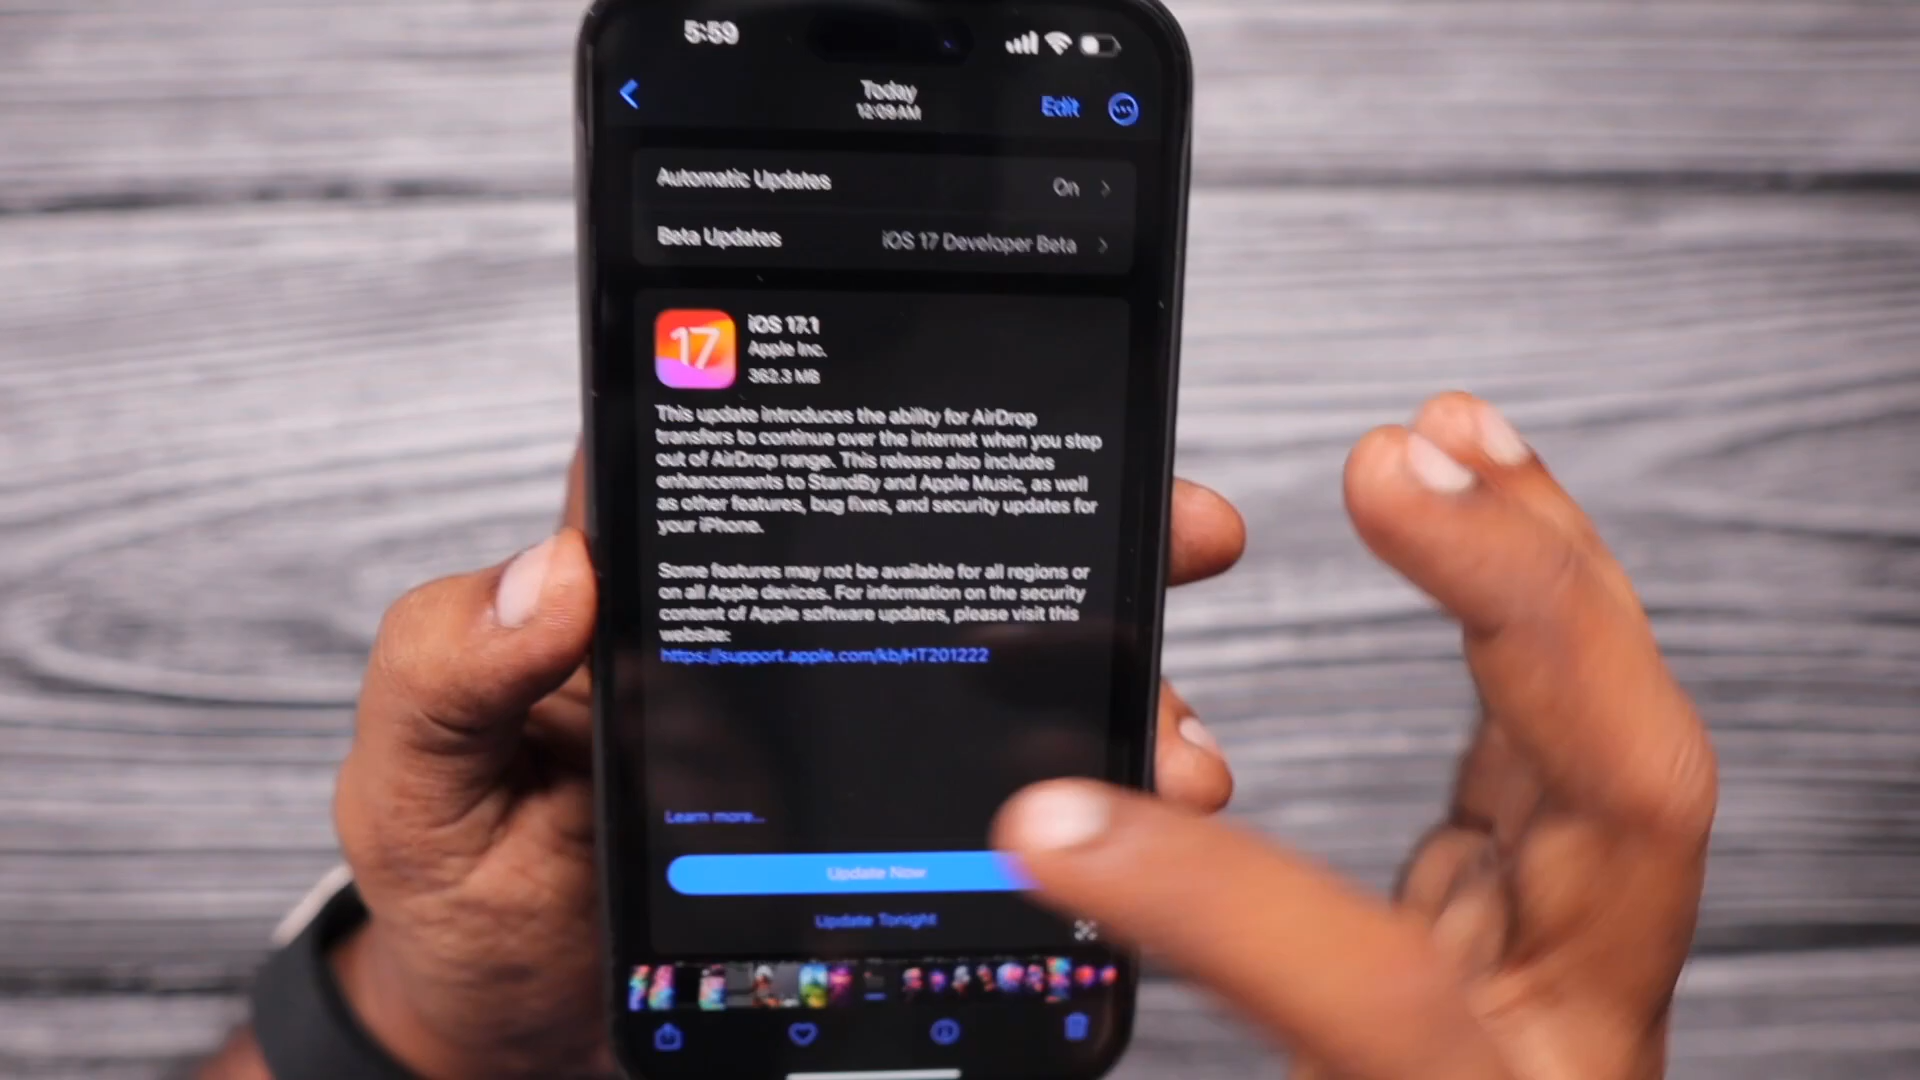 5:59
Today
12:09 AM
Edit
Automatic Updates On
Beta Updates iOS 17 Developer Beta
17
iOS 17.1
Apple Inc.
362.3 MB
This update introduces the ability for AirDrop
transfers to continue over the internet when you step
out of AirDrop range. This release also includes
enhancements to StandBy and Apple Music, as well
as other features, bug fixes, and security updates for
your iPhone.
Some features may not be available for all regions or
on all Apple devices. For information on the security
content of Apple software updates, please visit this
website:
https://support.apple.com/kb/HT201222
Learn more...
Update Now
Update Tonight